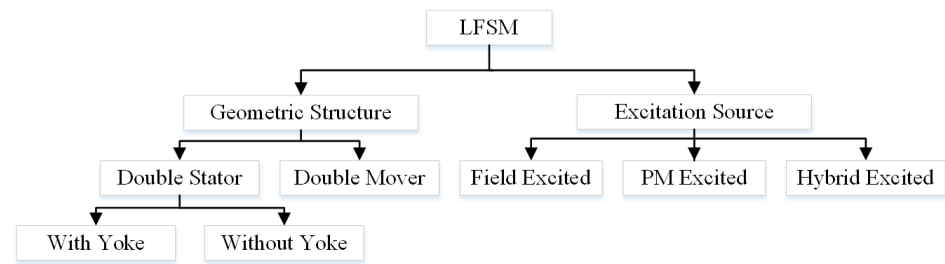 LFSM
Geometric Structure
Excitation Source
Double Stator
Double Mover
Field Excited
PM Excited
Hybrid Excited
With Yoke
Without Yoke